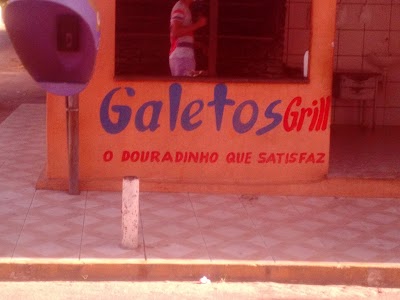 Galetos Grill
O DOURADINHO QUE SATISFAZ